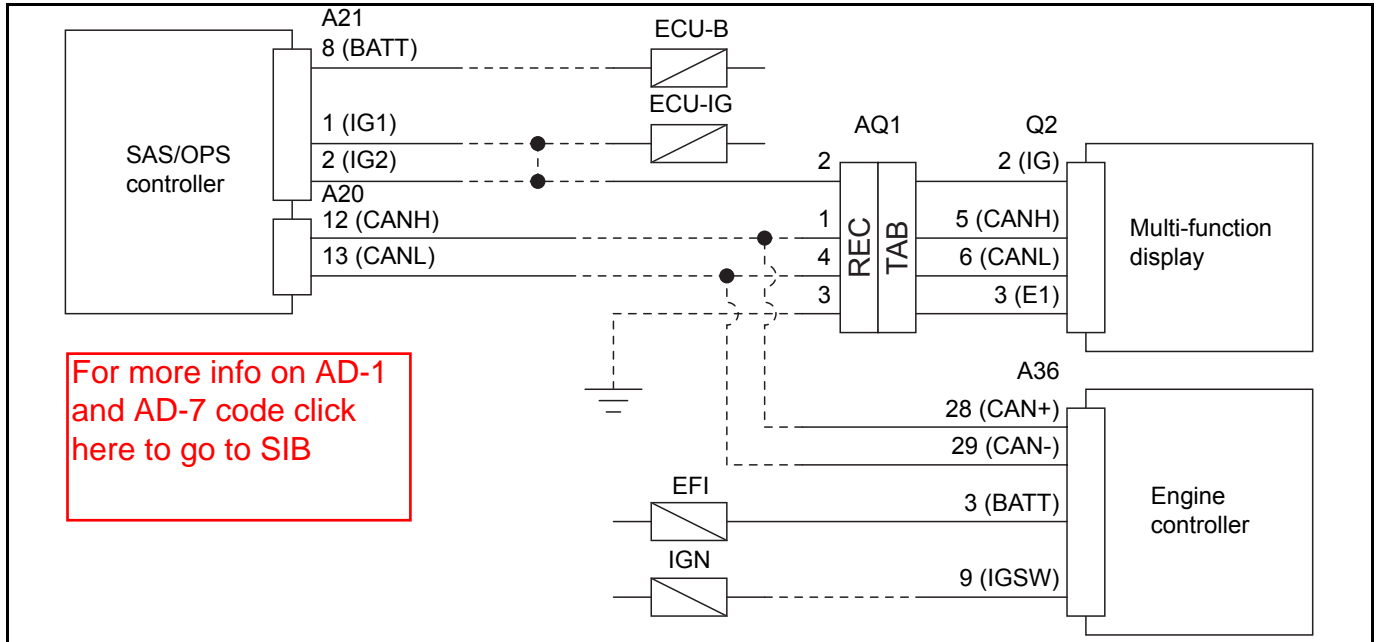 A21
8 (BATT)
ECU-B
1 (IG1)
ECU-IG
2 (IG2)
SAS/OPS
controller
A20
12 (CANH)
13 (CANL)
AQ1
Q2
2
2 (IG)
1
5 (CANH)
4
6 (CANL)
3
3 (E1)
REC
TAB
Multi-function
display
For more info on AD-1
and AD-7 code click
here to go to SIB
A36
28 (CAN+)
29 (CAN-)
EFI
3 (BATT)
IGN
9 (IGSW)
Engine
controller